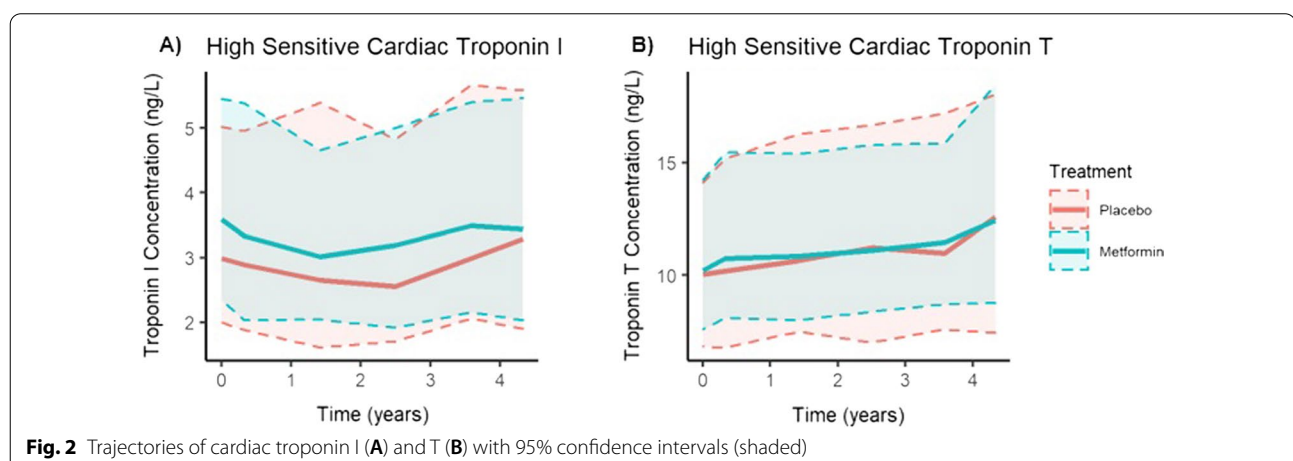 A) High Sensitive Cardiac Troponin I
Troponin I Concentration (ng/L)
5
4
3
2
0 1 2 3 4
Time (years)
B) High Sensitive Cardiac Troponin T
Troponin T Concentration (ng/L)
15
10
0 1 2 3 4
Time (years)
Treatment
Placebo
Metformin
Fig. 2 Trajectories of cardiac troponin I (A) and T (B) with 95% confidence intervals (shaded)